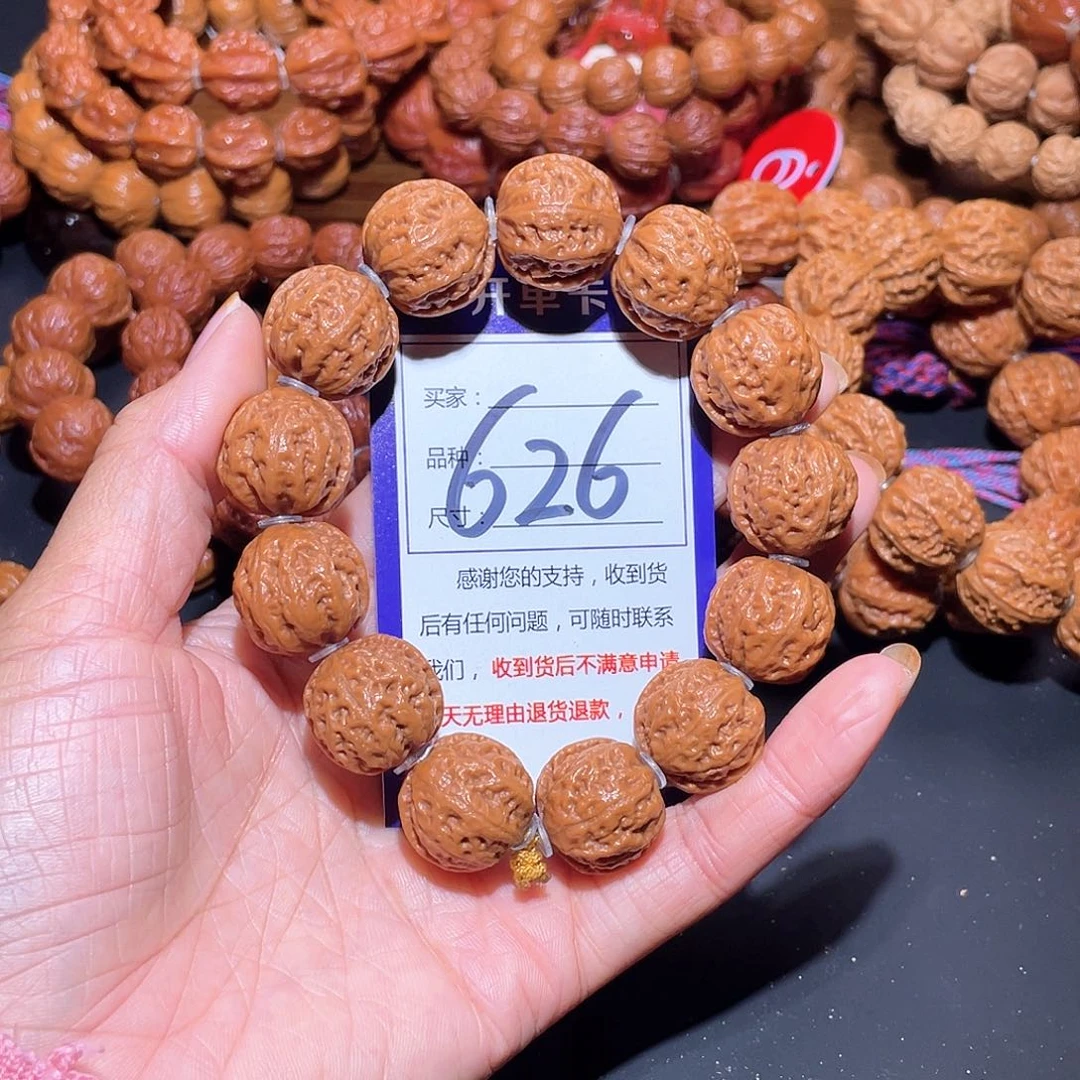 开单卡
买家：
品种：
尺寸：
626
感谢您的支持，收到货
后有任何问题，可随时联系
我们，收到货后不满意申请
天无理由退货退款，